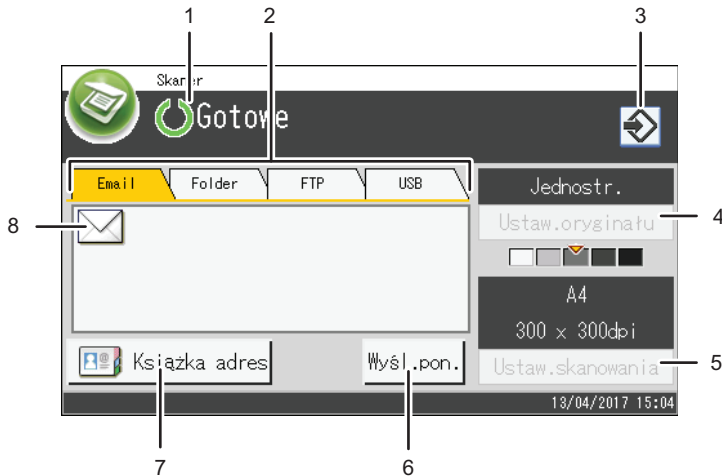 1 2 3
Skaner
Gotowe
Email Folder FTP USB
Jednostr.
8
Ustaw.oryginału 4
A4
300 x 300dpi
Książka adres Wyśl.pon. Ustaw.skanowania 5
13/04/2017 15:04
7 6